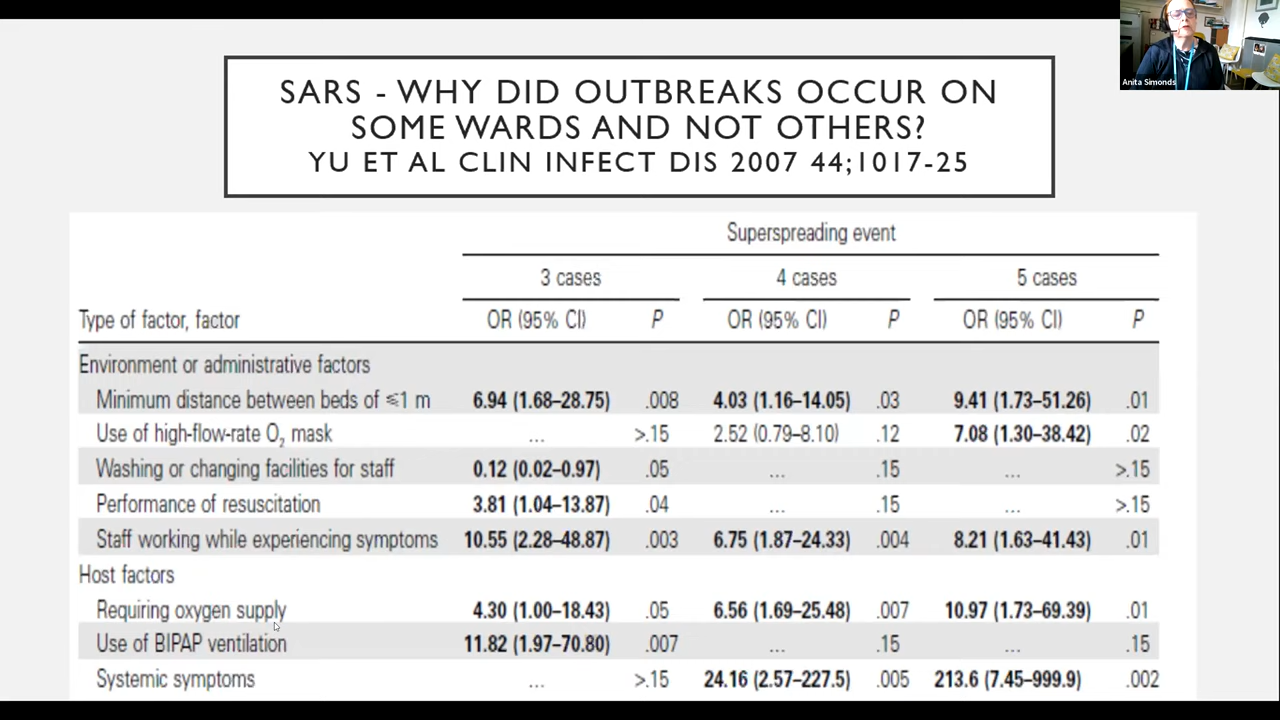 Anita Simonds
SARS - WHY DID OUTBREAKS OCCUR ON
SOME WARDS AND NOT OTHERS?
YU ET AL CLIN INFECT DIS 2007 44;1017-25
Superspreading event
3 cases 4 cases 5 cases
Type of factor, factor OR (95% CI) P OR (95% CI) P OR (95% CI) P
Environment or administrative factors
Minimum distance between beds of ⩽1 m 6.94 (1.68–28.75) .008 4.03 (1.16–14.05) .03 9.41 (1.73–51.26) .01
Use of high-flow-rate O₂ mask … >.15 2.52 (0.79–8.10) .12 7.08 (1.30–38.42) .02
Washing or changing facilities for staff 0.12 (0.02–0.97) .05 … .15 … >.15
Performance of resuscitation 3.81 (1.04–13.87) .04 … .15 … >.15
Staff working while experiencing symptoms 10.55 (2.28–48.87) .003 6.75 (1.87–24.33) .004 8.21 (1.63–41.43) .01
Host factors
Requiring oxygen supply 4.30 (1.00–18.43) .05 6.56 (1.69–25.48) .007 10.97 (1.73–69.39) .01
Use of BIPAP ventilation 11.82 (1.97–70.80) .007 … .15 … .15
Systemic symptoms … >.15 24.16 (2.57–227.5) .005 213.6 (7.45–999.9) .002